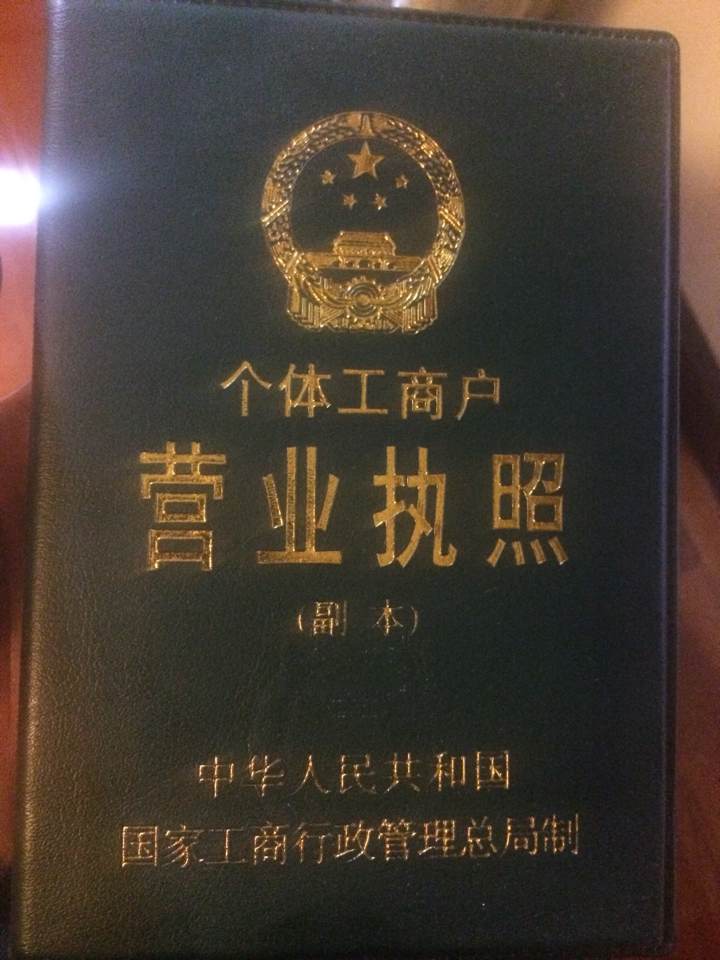 个体工商户
营业执照
(副本)
中华人民共和国
国家工商行政管理总局制